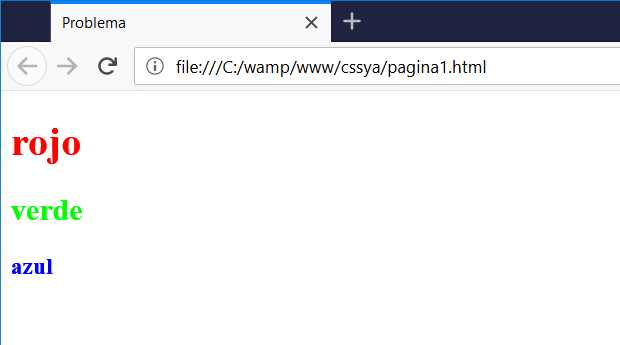 Problema
file:///C:/wamp/www/cssya/pagina1.html
rojo
verde
azul